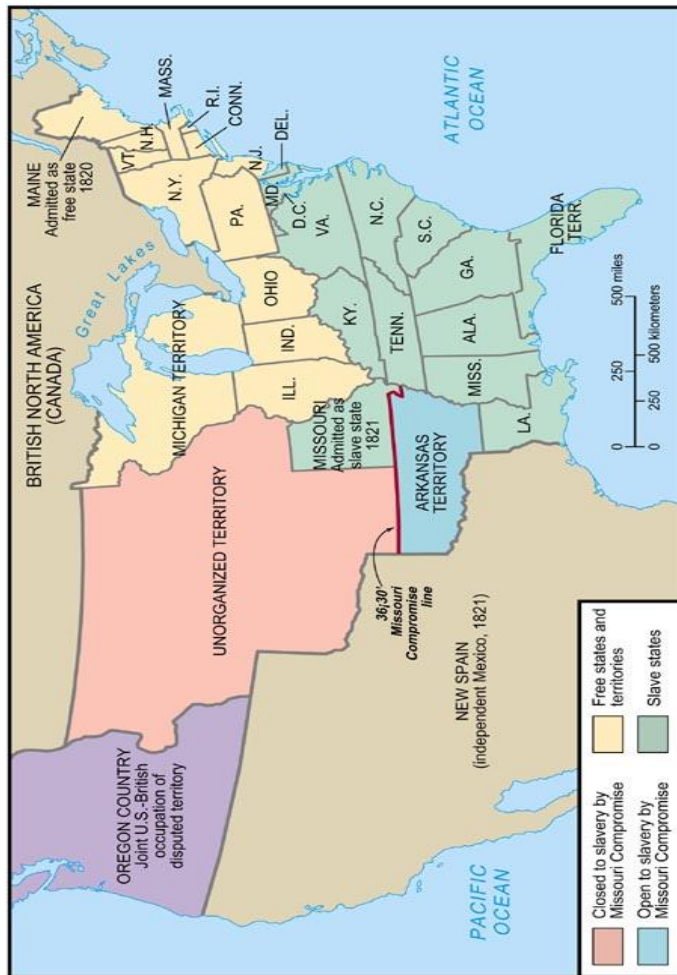 BRITISH NORTH AMERICA
(CANADA)
Great Lakes
MAINE
Admitted as
free state
1820
VT.
N.H.
MASS.
R.I.
CONN.
N.Y.
N.J.
PA.
DEL.
MD.
D.C.
OREGON COUNTRY
Joint U.S.-British
occupation of
disputed territory
UNORGANIZED TERRITORY
MICHIGAN TERRITORY
ILL.
IND.
OHIO
VA.
KY.
MISSOURI
Admitted as
slave state
1821
N.C.
TENN.
S.C.
36¡30'
Missouri
Compromise
line
ARKANSAS
TERRITORY
MISS.
ALA.
GA.
LA.
FLORIDA
TERR.
NEW SPAIN
(independent Mexico, 1821)
ATLANTIC
OCEAN
PACIFIC
OCEAN
0 250 500 miles
0 250 500 kilometers
Closed to slavery by
Missouri Compromise
Free states and
territories
Open to slavery by
Missouri Compromise
Slave states